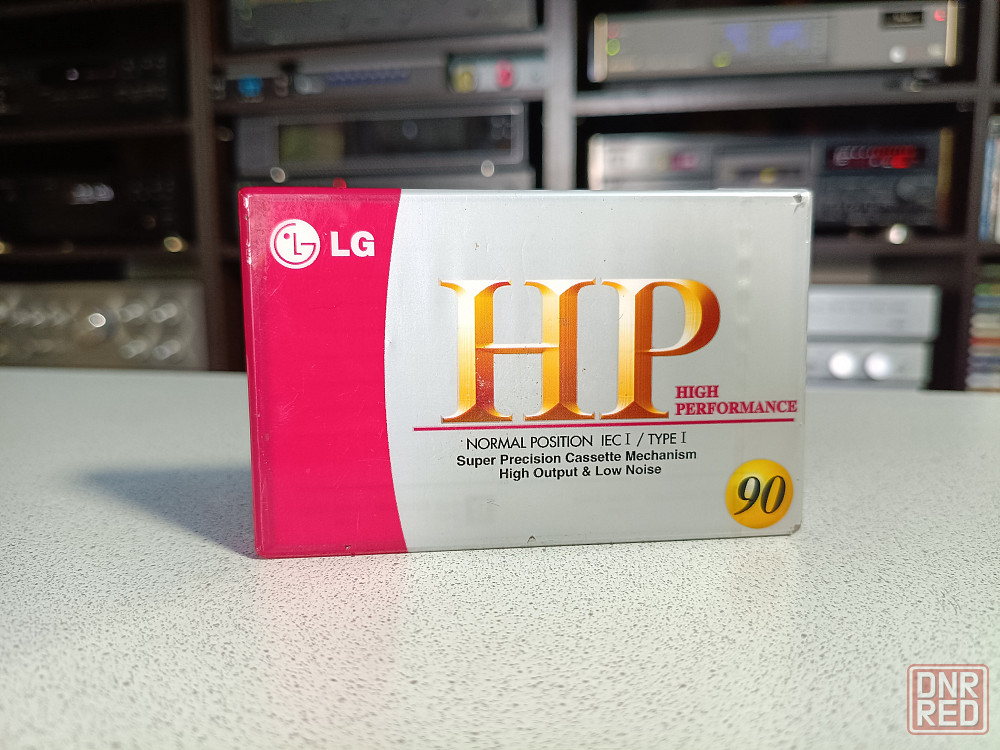 LG
HP
HIGH
PERFORMANCE
NORMAL POSITION IEC I / TYPE I
Super Precision Cassette Mechanism
High Output & Low Noise
90
DNR
RED